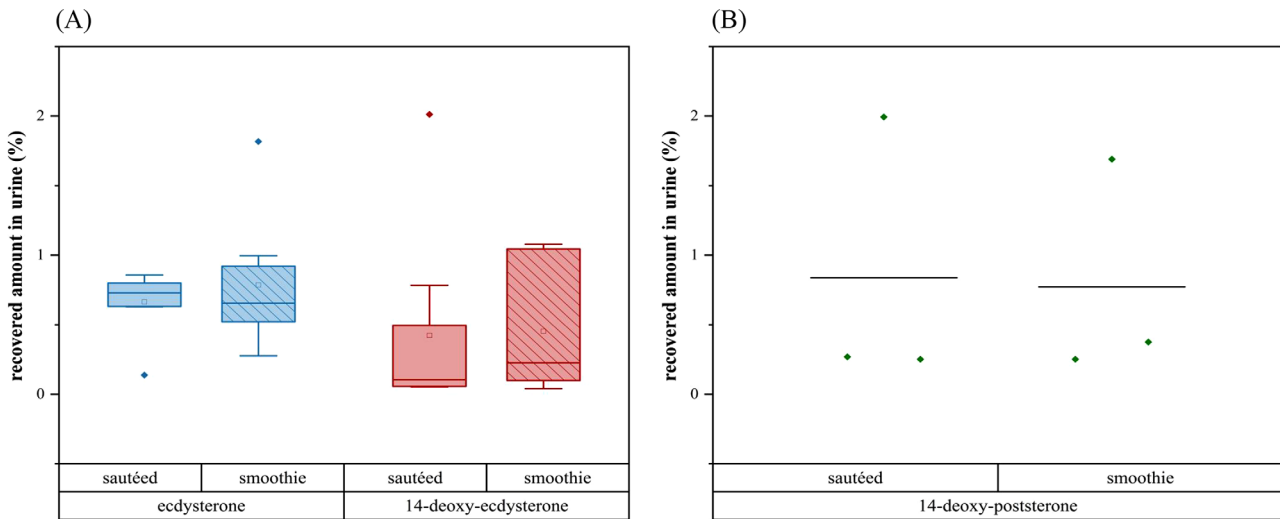 (A)
recovered amount in urine (%)
2
1
0
sautéed
smoothie
sautéed
smoothie
ecdysterone
14-deoxy-ecdysterone
(B)
recovered amount in urine (%)
2
1
0
sautéed
smoothie
14-deoxy-poststerone